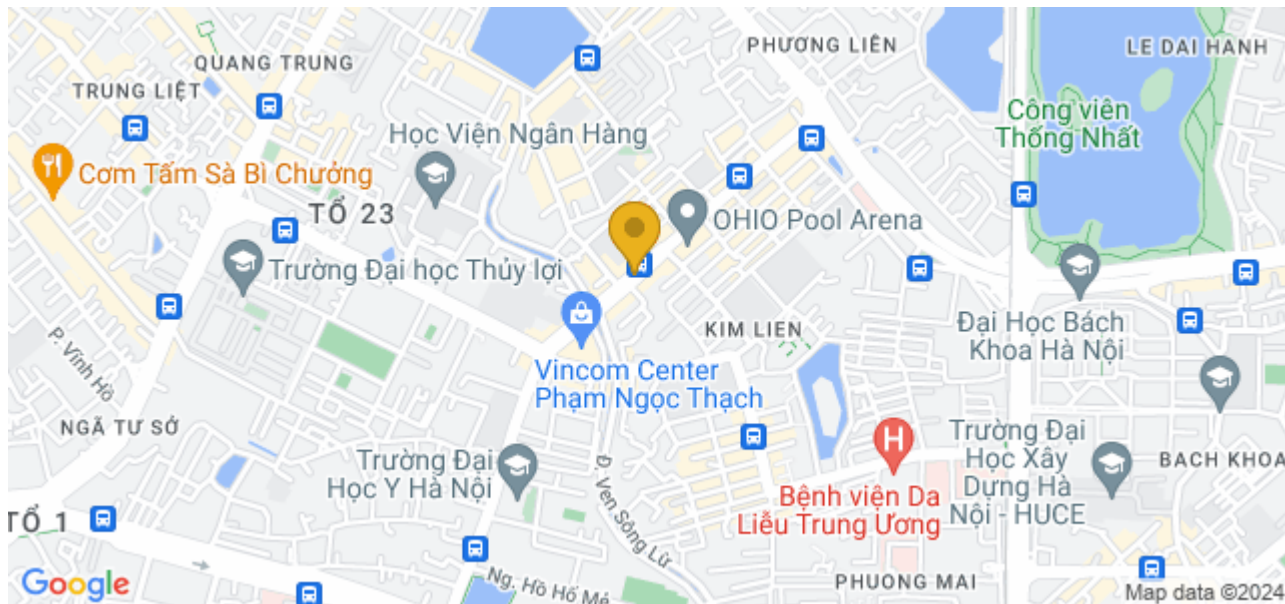 PHƯƠNG LIÊN
LE DAI HANH
QUANG TRUNG
TRUNG LIỆT
Công viên
Thống Nhất
Học Viện Ngân Hàng
Cơm Tấm Sà Bì Chưởng
TỔ 23
OHIO Pool Arena
Trường Đại học Thủy lợi
P. Vĩnh Hồ
KIM LIEN
Đại Học Bách
Khoa Hà Nội
Vincom Center
Phạm Ngọc Thạch
NGÃ TƯ SỞ
Trường Đại
Học Y Hà Nội
Đ. Ven Sông Lừ
Trường Đại
Học Xây
Dựng Hà
Nội - HUCE
BACH KHOA
Bệnh viện Da
Liễu Trung Ương
TỔ 1
Ng. Hồ Hố Mẻ
PHUONG MAI
Google
Map data ©2024